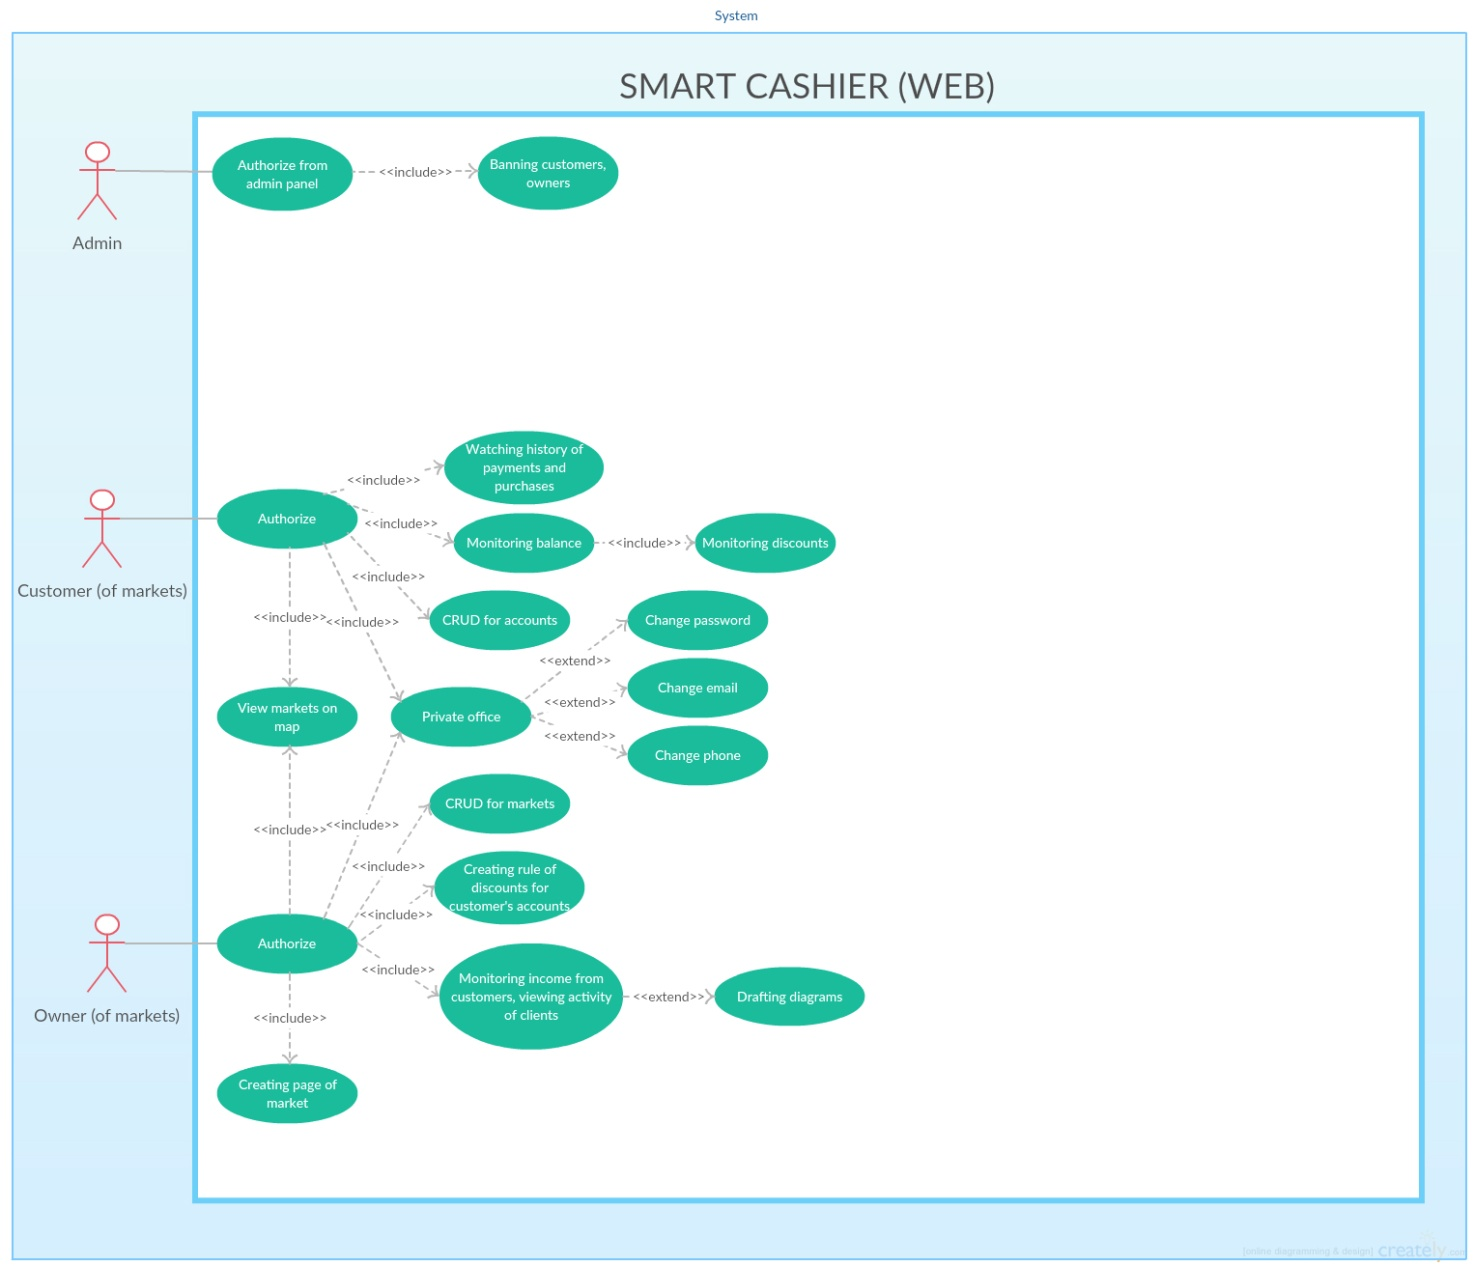 System
SMART CASHIER (WEB)
Authorize from
admin panel
<<include>>
Banning customers,
owners
Admin
Watching history of
payments and
purchases
<<include>>
Authorize
<<include>>
Monitoring balance
<<include>>
Monitoring discounts
<<include>>
Customer (of markets)
<<include>>
<<include>>
CRUD for accounts
Change password
<<extend>>
View markets on
map
Private office
<<extend>>
Change email
<<extend>>
Change phone
CRUD for markets
<<include>>
<<include>>
<<include>>
Creating rule of
discounts for
customer's accounts
<<include>>
Authorize
<<include>>
Monitoring income from
customers, viewing activity
of clients
<<extend>>
Drafting diagrams
Owner (of markets)
<<include>>
Creating page of
market
[online diagramming & design] creately.com